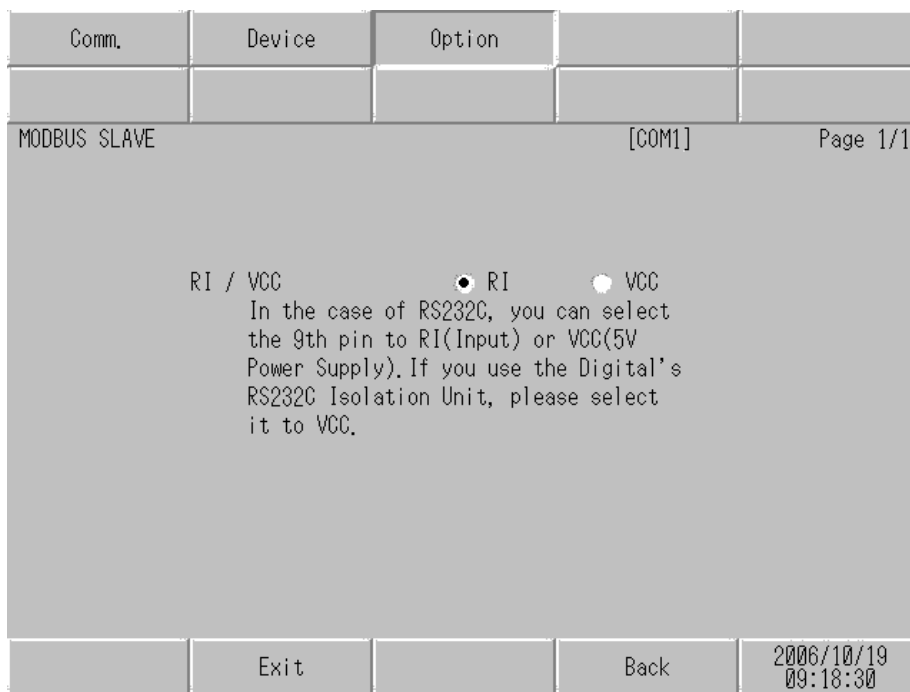 Comm. Device Option
MODBUS SLAVE [COM1] Page 1/1
RI / VCC RI VCC
In the case of RS232C, you can select
the 9th pin to RI(Input) or VCC(5V
Power Supply).If you use the Digital's
RS232C Isolation Unit, please select
it to VCC.
Exit Back 2006/10/19
09:18:30